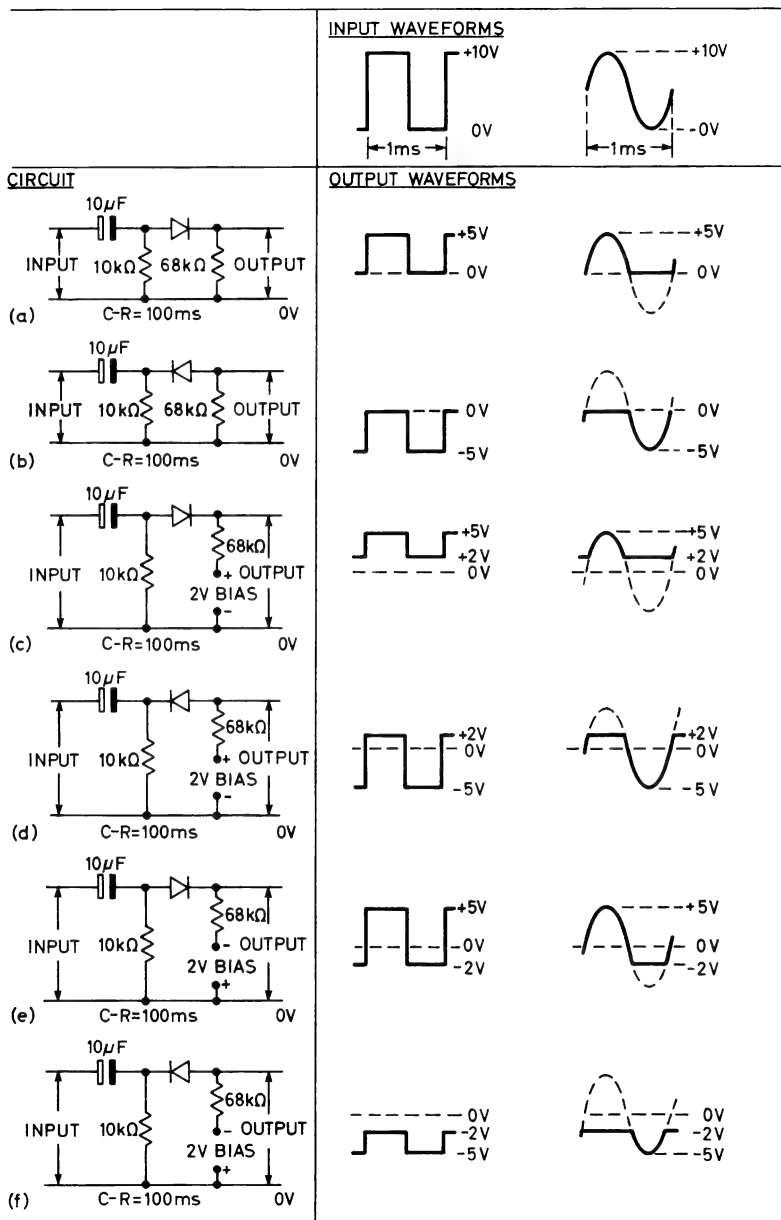 INPUT WAVEFORMS
+10V
+10V
0V
0V
1ms
1ms
CIRCUIT
OUTPUT WAVEFORMS
10µF
INPUT
10kΩ
68kΩ
OUTPUT
(a)
C-R=100ms
0V
+5V
0V
+5V
0V
10µF
INPUT
10kΩ
68kΩ
OUTPUT
(b)
C-R=100ms
0V
0V
-5V
0V
-5V
10µF
68kΩ
INPUT
10kΩ
+ OUTPUT
2V BIAS
-
(c)
C-R=100ms
0V
+5V
+2V
0V
+5V
+2V
0V
10µF
68kΩ
INPUT
10kΩ
+ OUTPUT
2V BIAS
-
(d)
C-R=100ms
0V
+2V
0V
-5V
+2V
0V
-5V
10µF
68kΩ
INPUT
10kΩ
- OUTPUT
2V BIAS
+
(e)
C-R=100ms
0V
+5V
0V
-2V
+5V
0V
-2V
10µF
68kΩ
INPUT
10kΩ
- OUTPUT
2V BIAS
+
(f)
C-R=100ms
0V
0V
-2V
-5V
0V
-2V
-5V